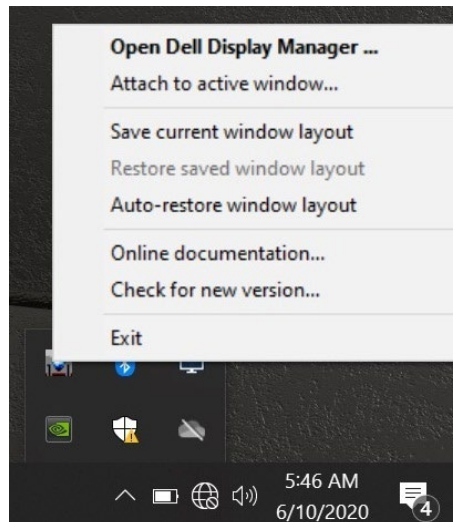 Open Dell Display Manager ...
Attach to active window...
Save current window layout
Restore saved window layout
Auto-restore window layout
Online documentation...
Check for new version...
Exit
5:46 AM
6/10/2020
4